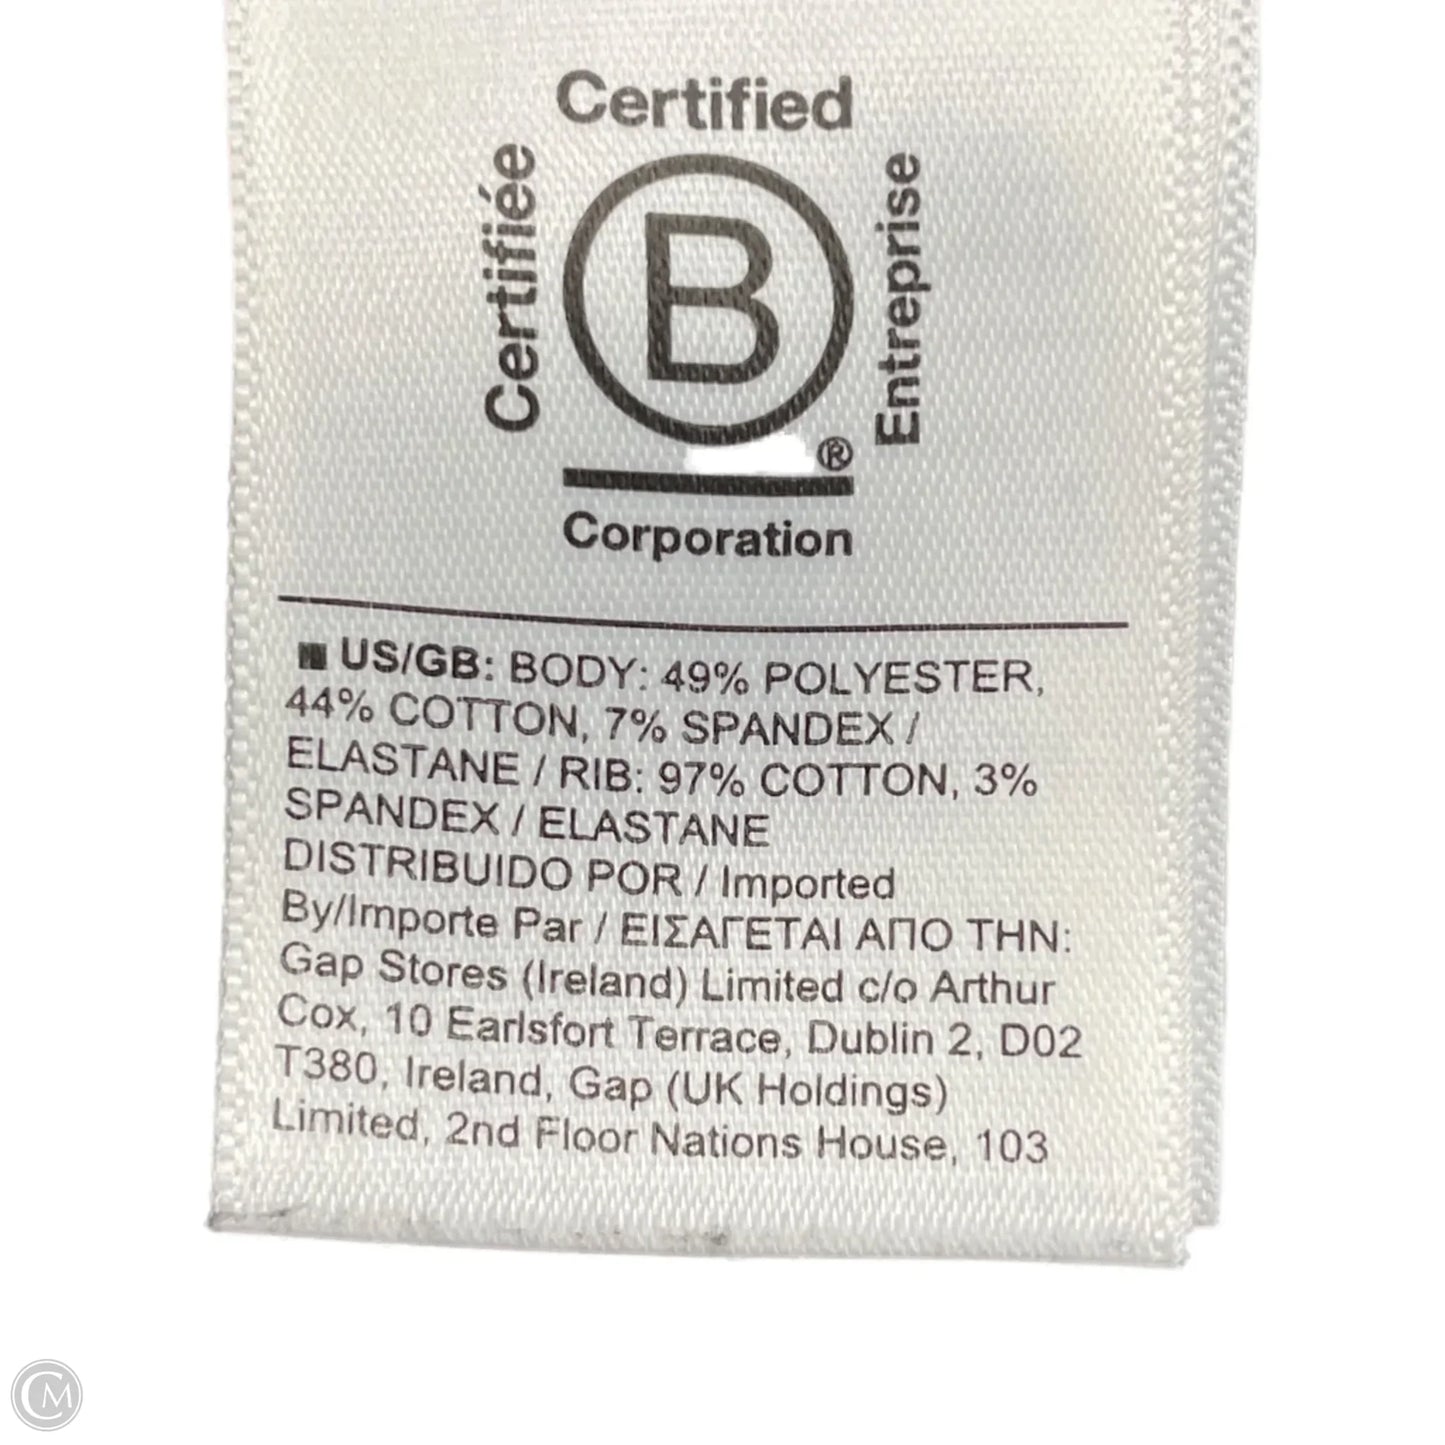 Certified
Certifiée
B
Entreprise
®
Corporation
■ US/GB: BODY: 49% POLYESTER,
44% COTTON, 7% SPANDEX /
ELASTANE / RIB: 97% COTTON, 3%
SPANDEX / ELASTANE
DISTRIBUIDO POR / Imported
By/Importe Par / ΕΙΣΑΓΕΤΑΙ ΑΠΟ ΤΗΝ:
Gap Stores (Ireland) Limited c/o Arthur
Cox, 10 Earlsfort Terrace, Dublin 2, D02
T380, Ireland, Gap (UK Holdings)
Limited, 2nd Floor Nations House, 103
CM